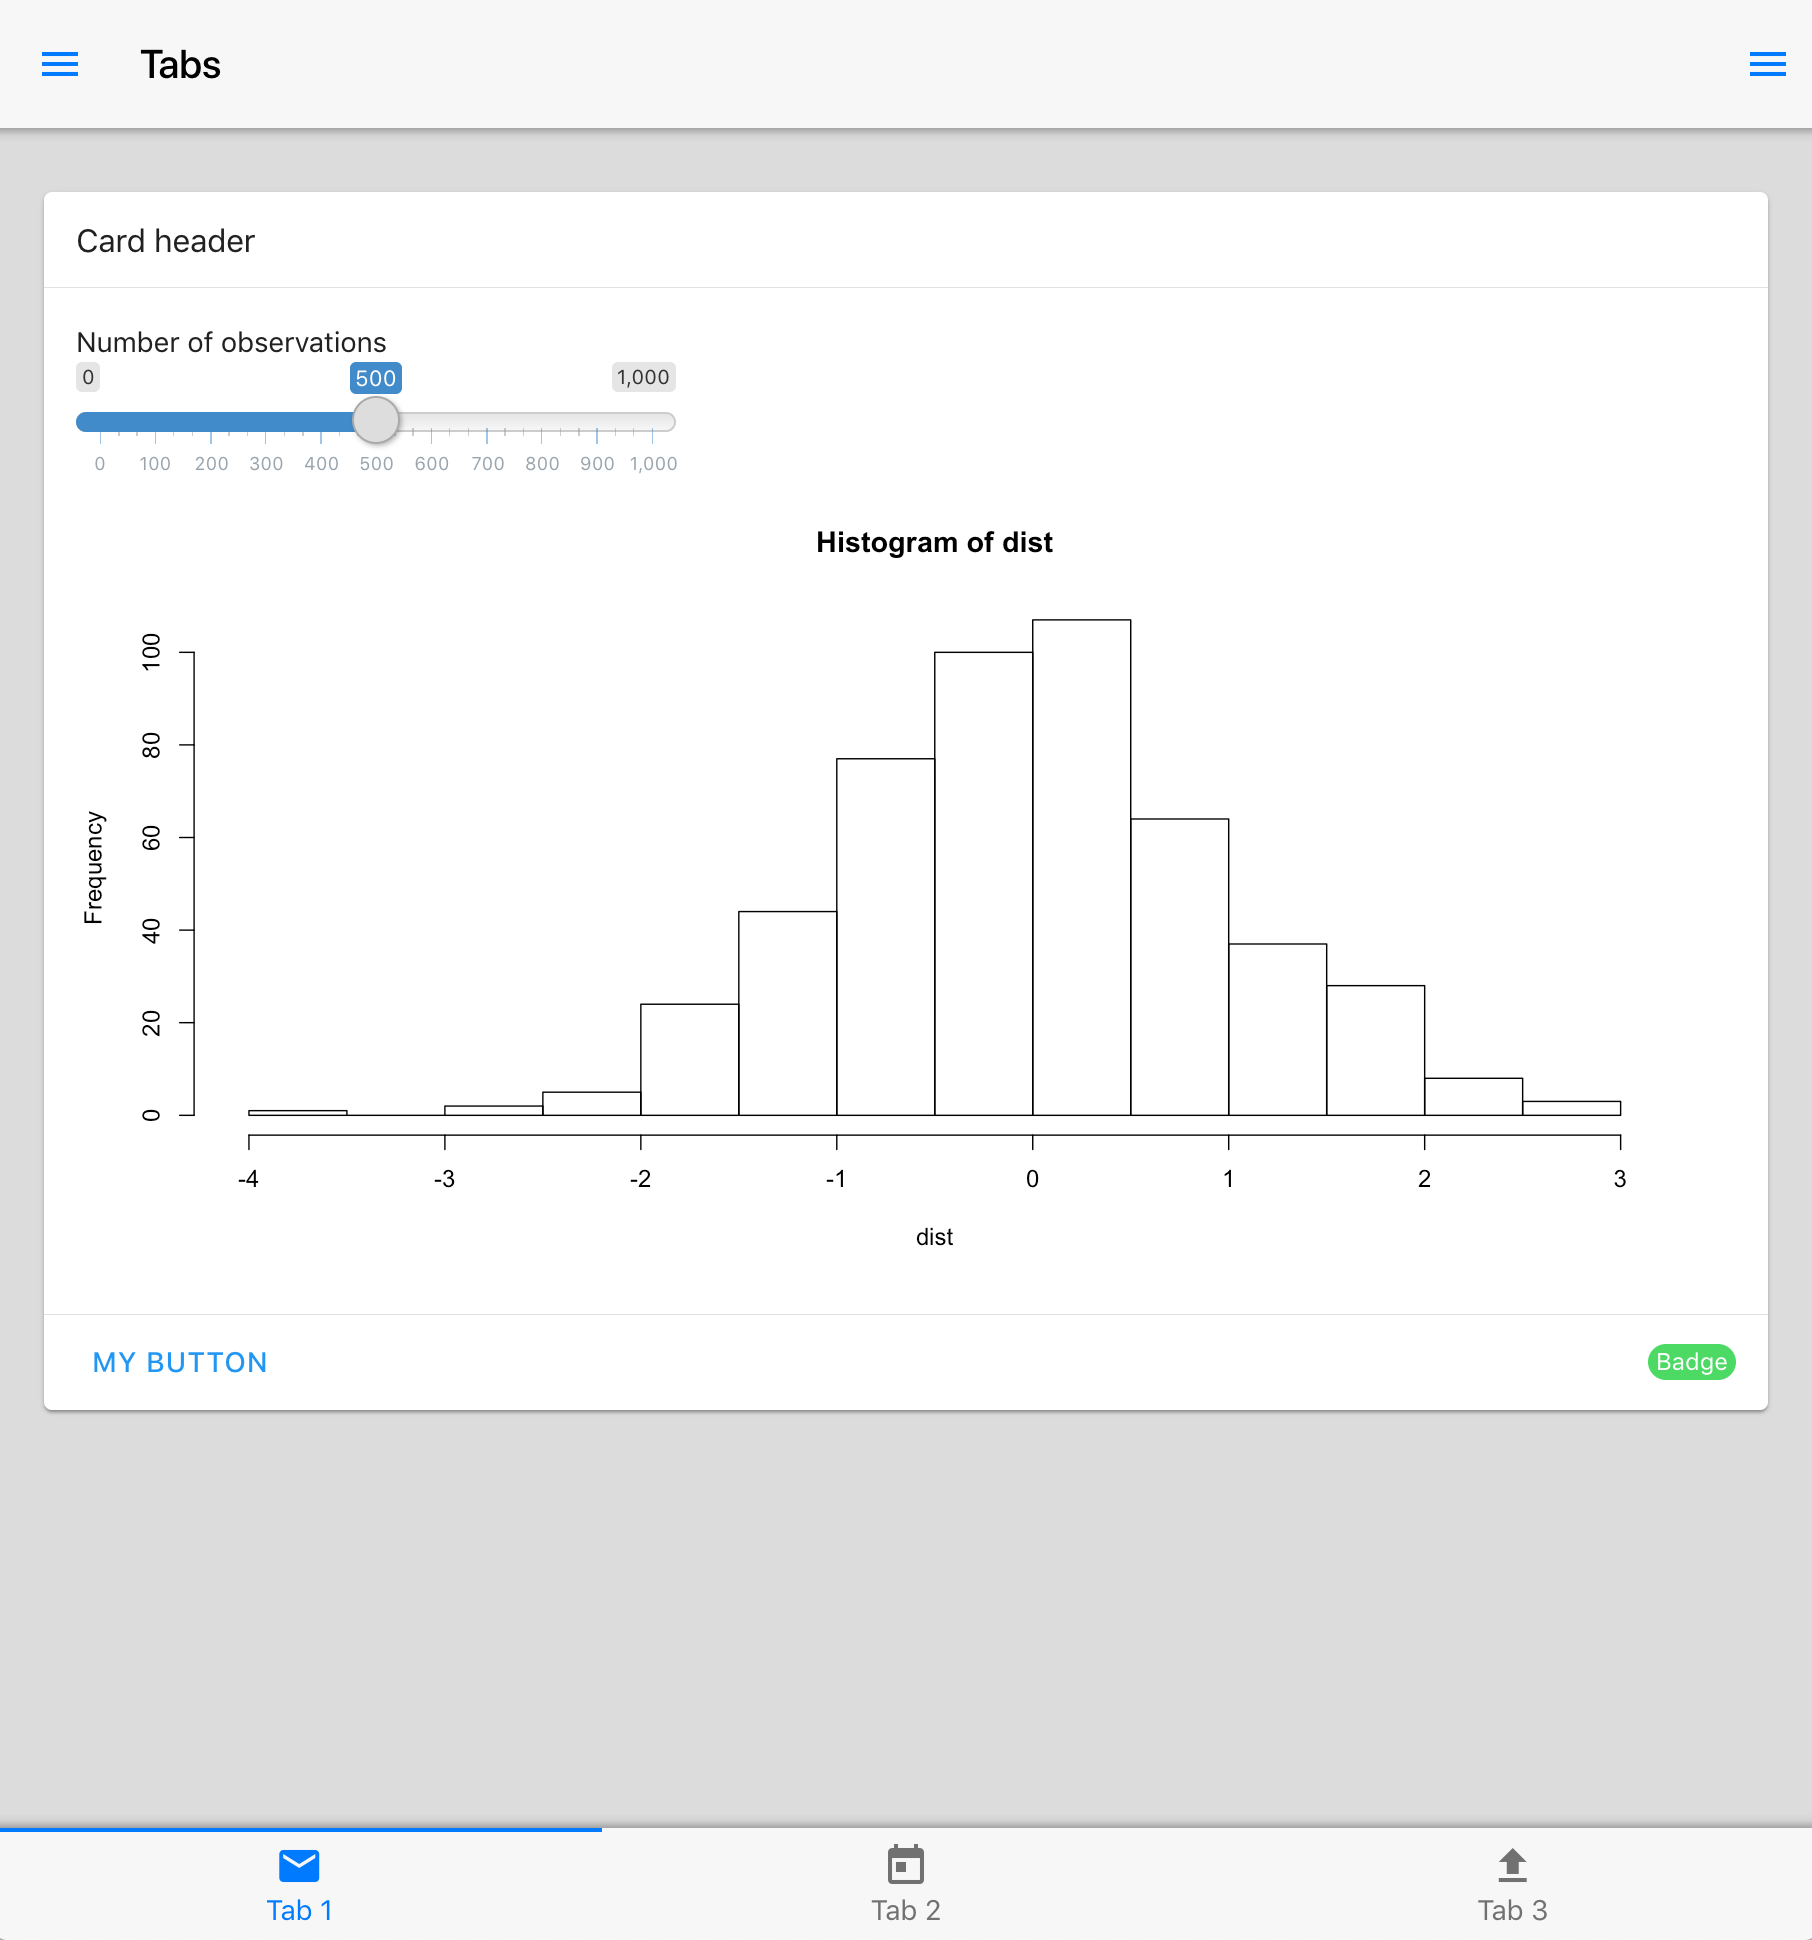 Tabs
Card header
Number of observations
0 500 1,000
0 100 200 300 400 500 600 700 800 900 1,000
Histogram of dist
Frequency
100
80
60
40
20
0
-4 -3 -2 -1 0 1 2 3
dist
MY BUTTON Badge
Tab 1 Tab 2 Tab 3